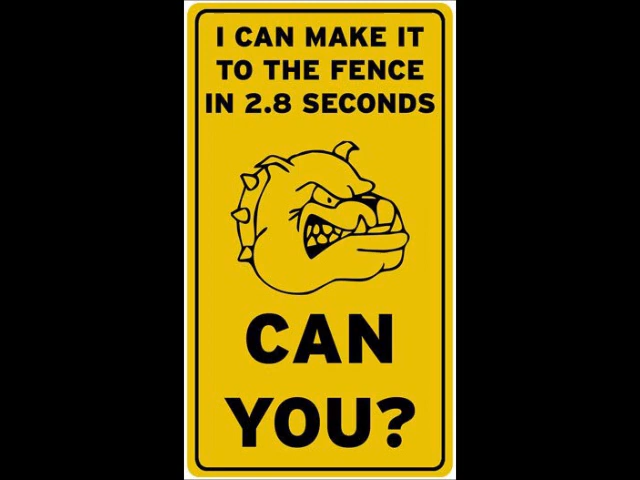 I CAN MAKE IT
TO THE FENCE
IN 2.8 SECONDS
CAN
YOU?